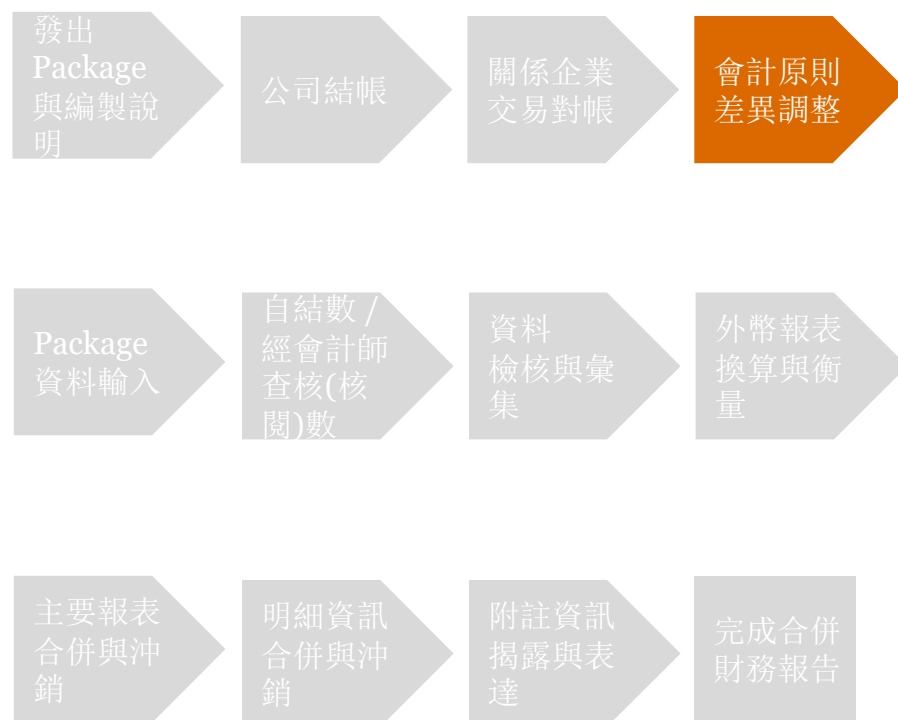 發出
Package
與編製說
明
公司結帳
關係企業
交易對帳
會計原則
差異調整
Package
資料輸入
自結數 /
經會計師
查核(核
閱)數
資料
檢核與彙
集
外幣報表
換算與衡
量
主要報表
合併與沖
銷
明細資訊
合併與沖
銷
附註資訊
揭露與表
達
完成合併
財務報告